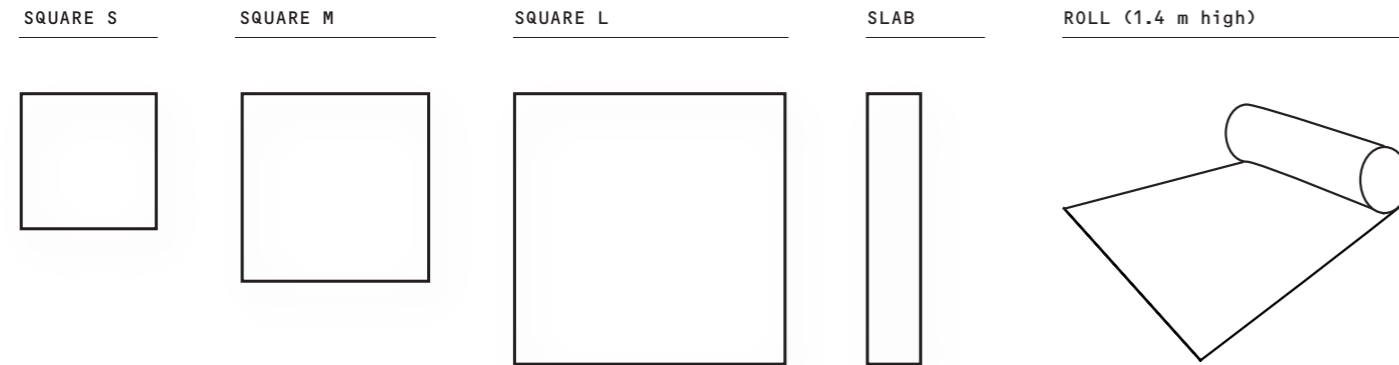 SQUARE S
SQUARE M
SQUARE L
SLAB
ROLL (1.4 m high)